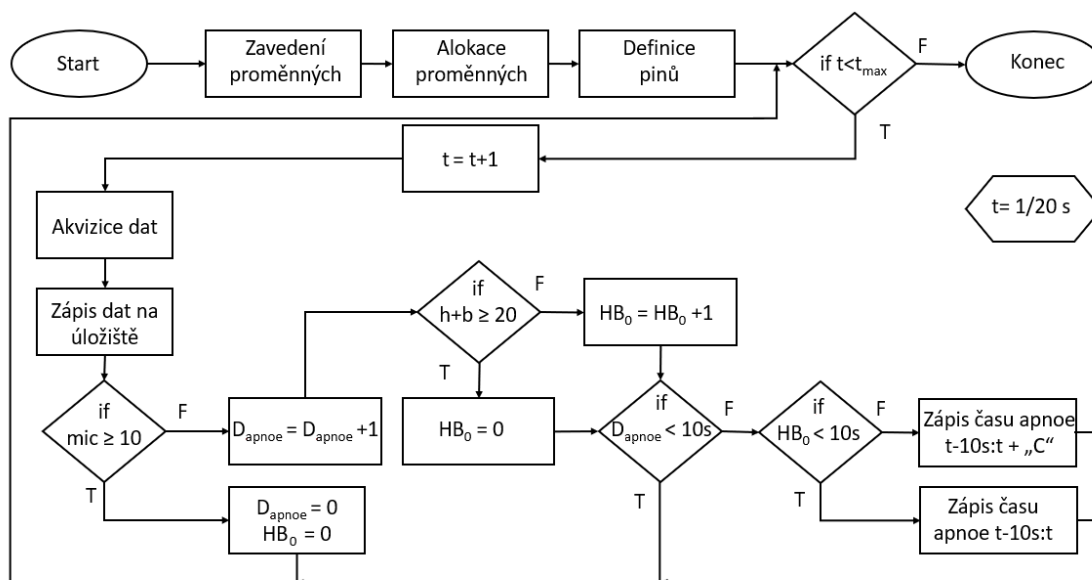 Start
Zavedení
proměnných
Alokace
proměnných
Definice
pinů
if t<tmax
F
Konec
T
t = t+1
t= 1/20 s
Akvizice dat
Zápis dat na
úložiště
if
h+b ≥ 20
F
T
HB0 = HB0 +1
if
mic ≥ 10
F
T
Dapnoe = Dapnoe +1
HB0 = 0
if
Dapnoe < 10s
F
T
if
HB0 < 10s
F
T
Zápis času apnoe
t-10s:t + „C“
Dapnoe = 0
HB0 = 0
Zápis času
apnoe t-10s:t